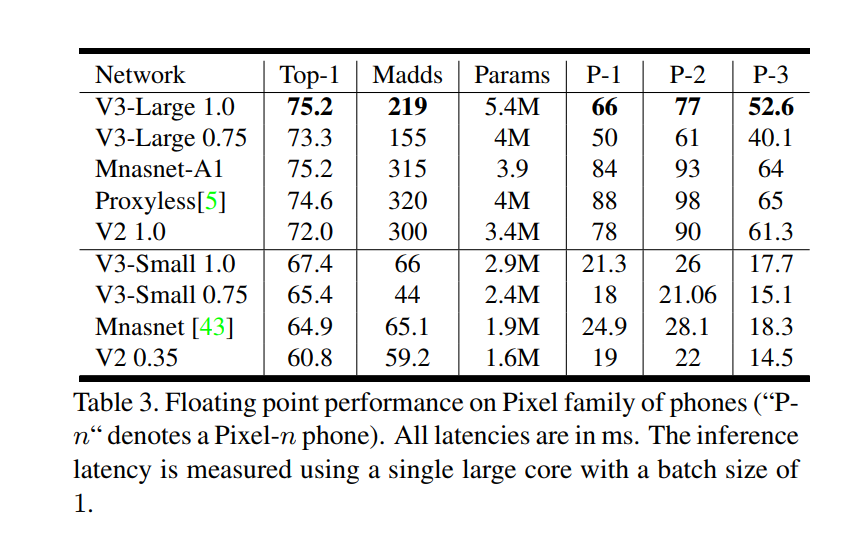 Network Top-1 Madds Params P-1 P-2 P-3
V3-Large 1.0 75.2 219 5.4M 66 77 52.6
V3-Large 0.75 73.3 155 4M 50 61 40.1
Mnasnet-A1 75.2 315 3.9 84 93 64
Proxyless[5] 74.6 320 4M 88 98 65
V2 1.0 72.0 300 3.4M 78 90 61.3
V3-Small 1.0 67.4 66 2.9M 21.3 26 17.7
V3-Small 0.75 65.4 44 2.4M 18 21.06 15.1
Mnasnet [43] 64.9 65.1 1.9M 24.9 28.1 18.3
V2 0.35 60.8 59.2 1.6M 19 22 14.5
Table 3. Floating point performance on Pixel family of phones (“P-
n“ denotes a Pixel-n phone). All latencies are in ms. The inference
latency is measured using a single large core with a batch size of
1.